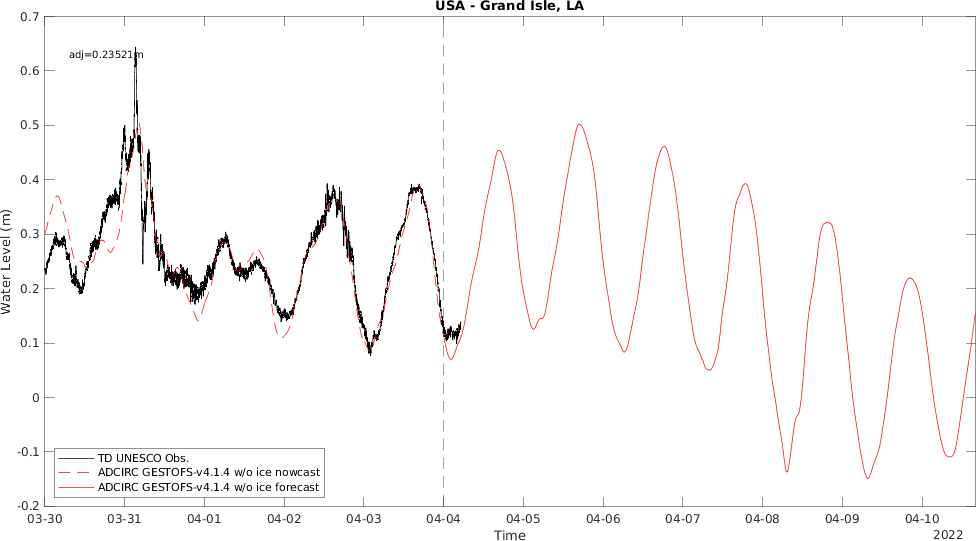 USA - Grand Isle, LA
adj=0.23521m
Water Level (m)
0.7
0.6
0.5
0.4
0.3
0.2
0.1
0
-0.1
-0.2
TD UNESCO Obs.
ADCIRC GESTOFS-v4.1.4 w/o ice nowcast
ADCIRC GESTOFS-v4.1.4 w/o ice forecast
03-30 03-31 04-01 04-02 04-03 04-04 04-05 04-06 04-07 04-08 04-09 04-10
Time
2022